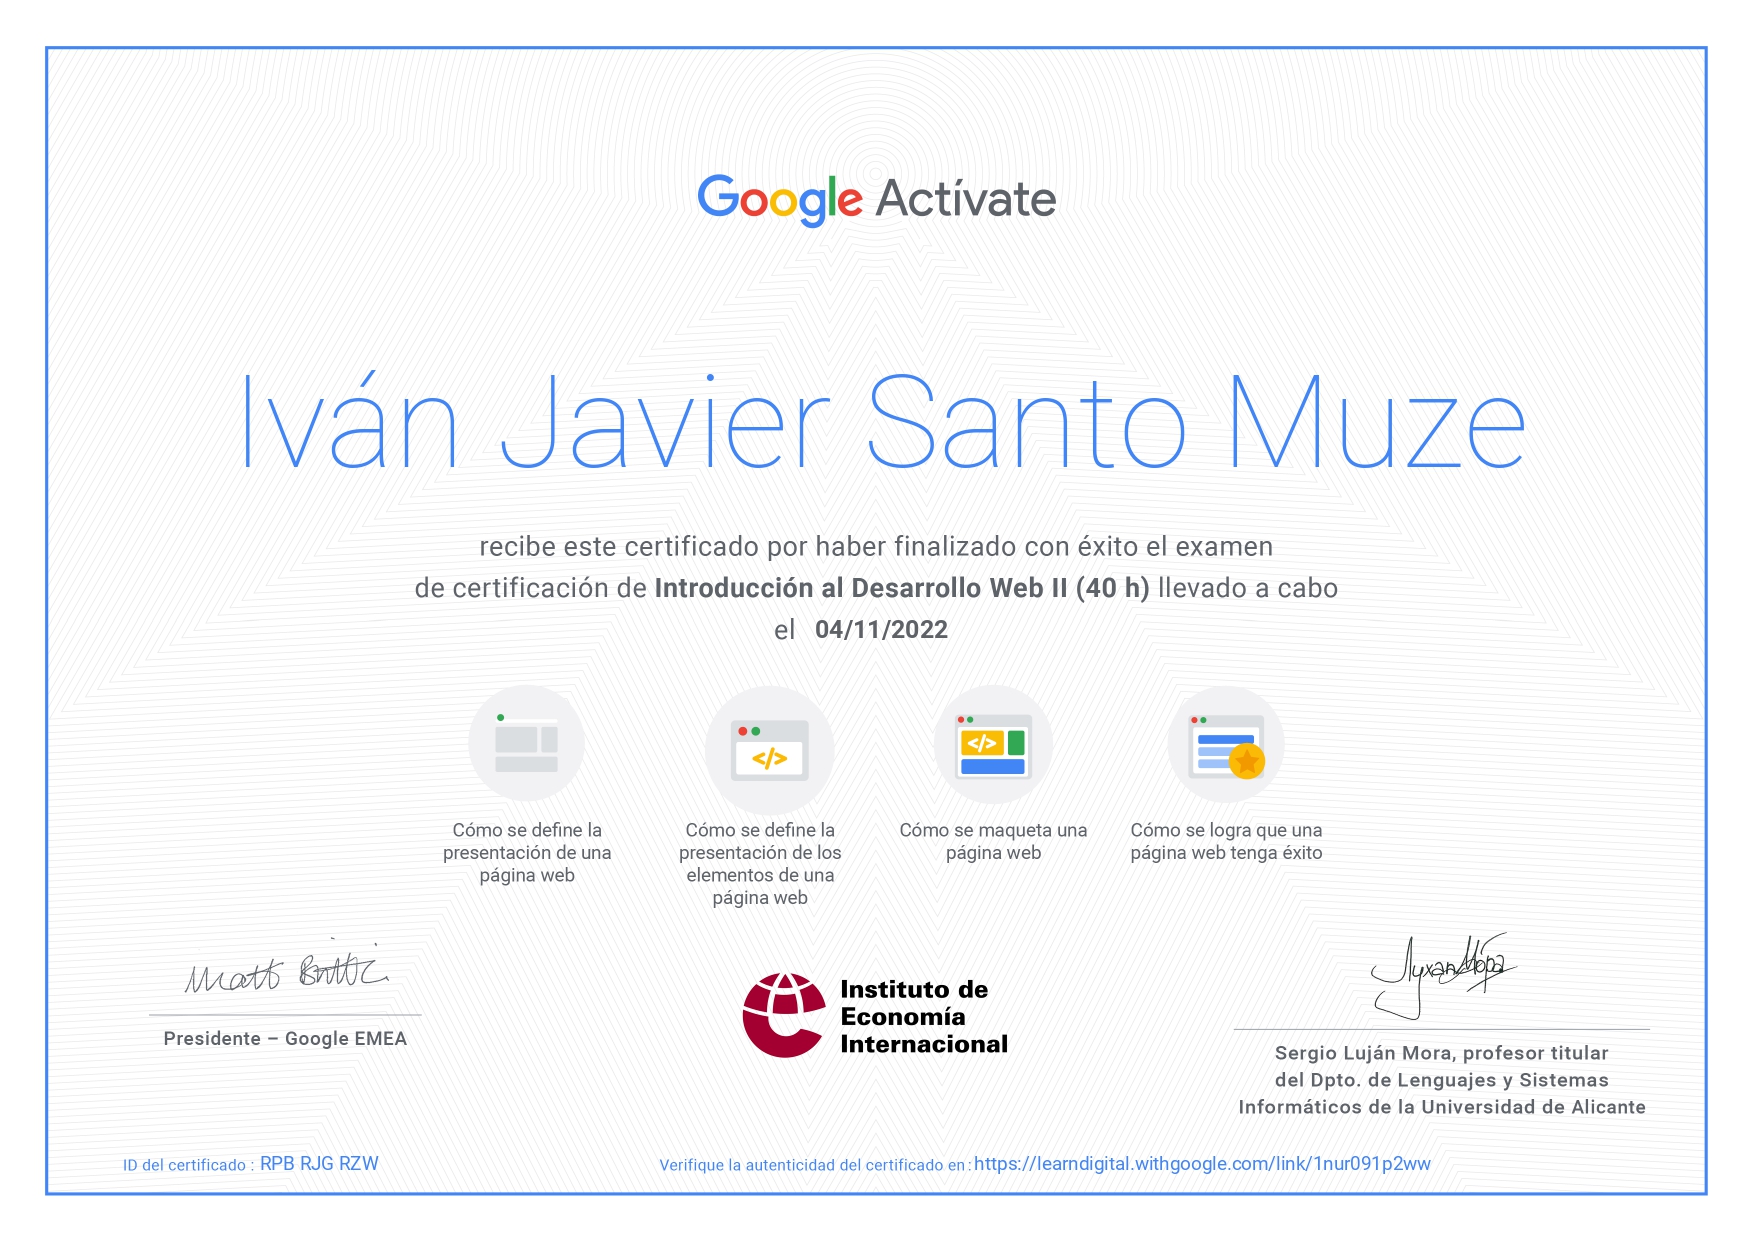 Google Actívate
Iván Javier Santo Muze
recibe este certificado por haber finalizado con éxito el examen
de certificación de Introducción al Desarrollo Web II (40 h) llevado a cabo
el 04/11/2022
</>
</>
Cómo se define la
presentación de una
página web
Cómo se define la
presentación de los
elementos de una
página web
Cómo se maqueta una
página web
Cómo se logra que una
página web tenga éxito
Presidente – Google EMEA
Instituto de
Economía
Internacional
Sergio Luján Mora, profesor titular
del Dpto. de Lenguajes y Sistemas
Informáticos de la Universidad de Alicante
ID del certificado : RPB RJG RZW
Verifique la autenticidad del certificado en: https://learndigital.withgoogle.com/link/1nur091p2ww